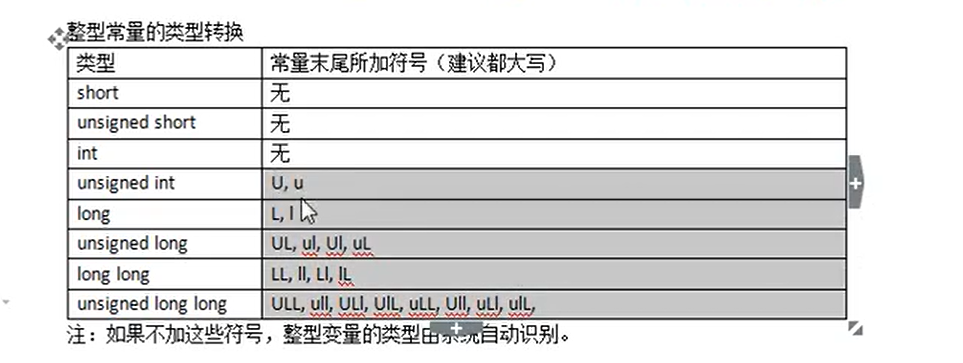 整型常量的类型转换
类型 常量末尾所加符号（建议都大写）
short 无
unsigned short 无
int 无
unsigned int U, u
long L, l
unsigned long UL, ul, Ul, uL
long long LL, ll, Ll, lL
unsigned long long ULL, ull, ULl, UlL, uLL, Ull, uLl, ulL,
注：如果不加这些符号，整型变量的类型由系统自动识别。